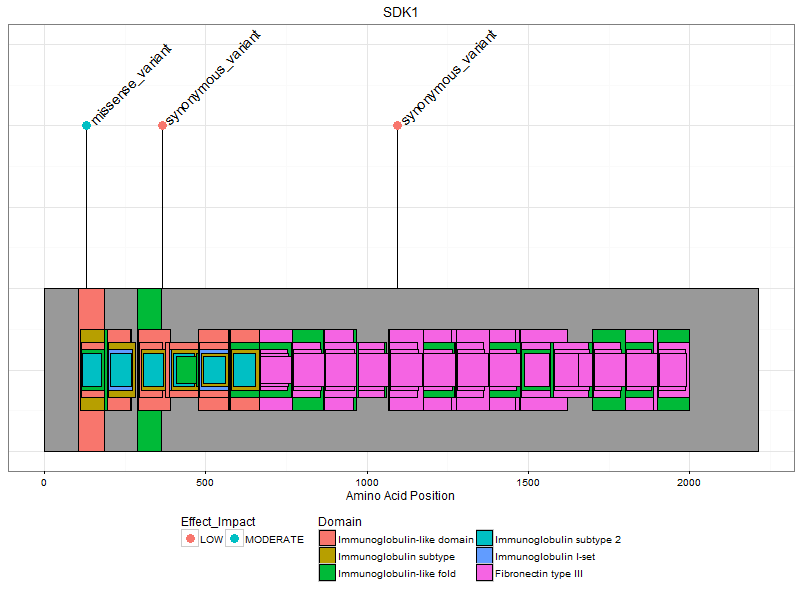 SDK1
missense_variant
synonymous_variant
synonymous_variant
0 500 1000 1500 2000
Amino Acid Position
Effect_Impact
LOW MODERATE
Domain
Immunoglobulin-like domain Immunoglobulin subtype 2
Immunoglobulin subtype Immunoglobulin I-set
Immunoglobulin-like fold Fibronectin type III